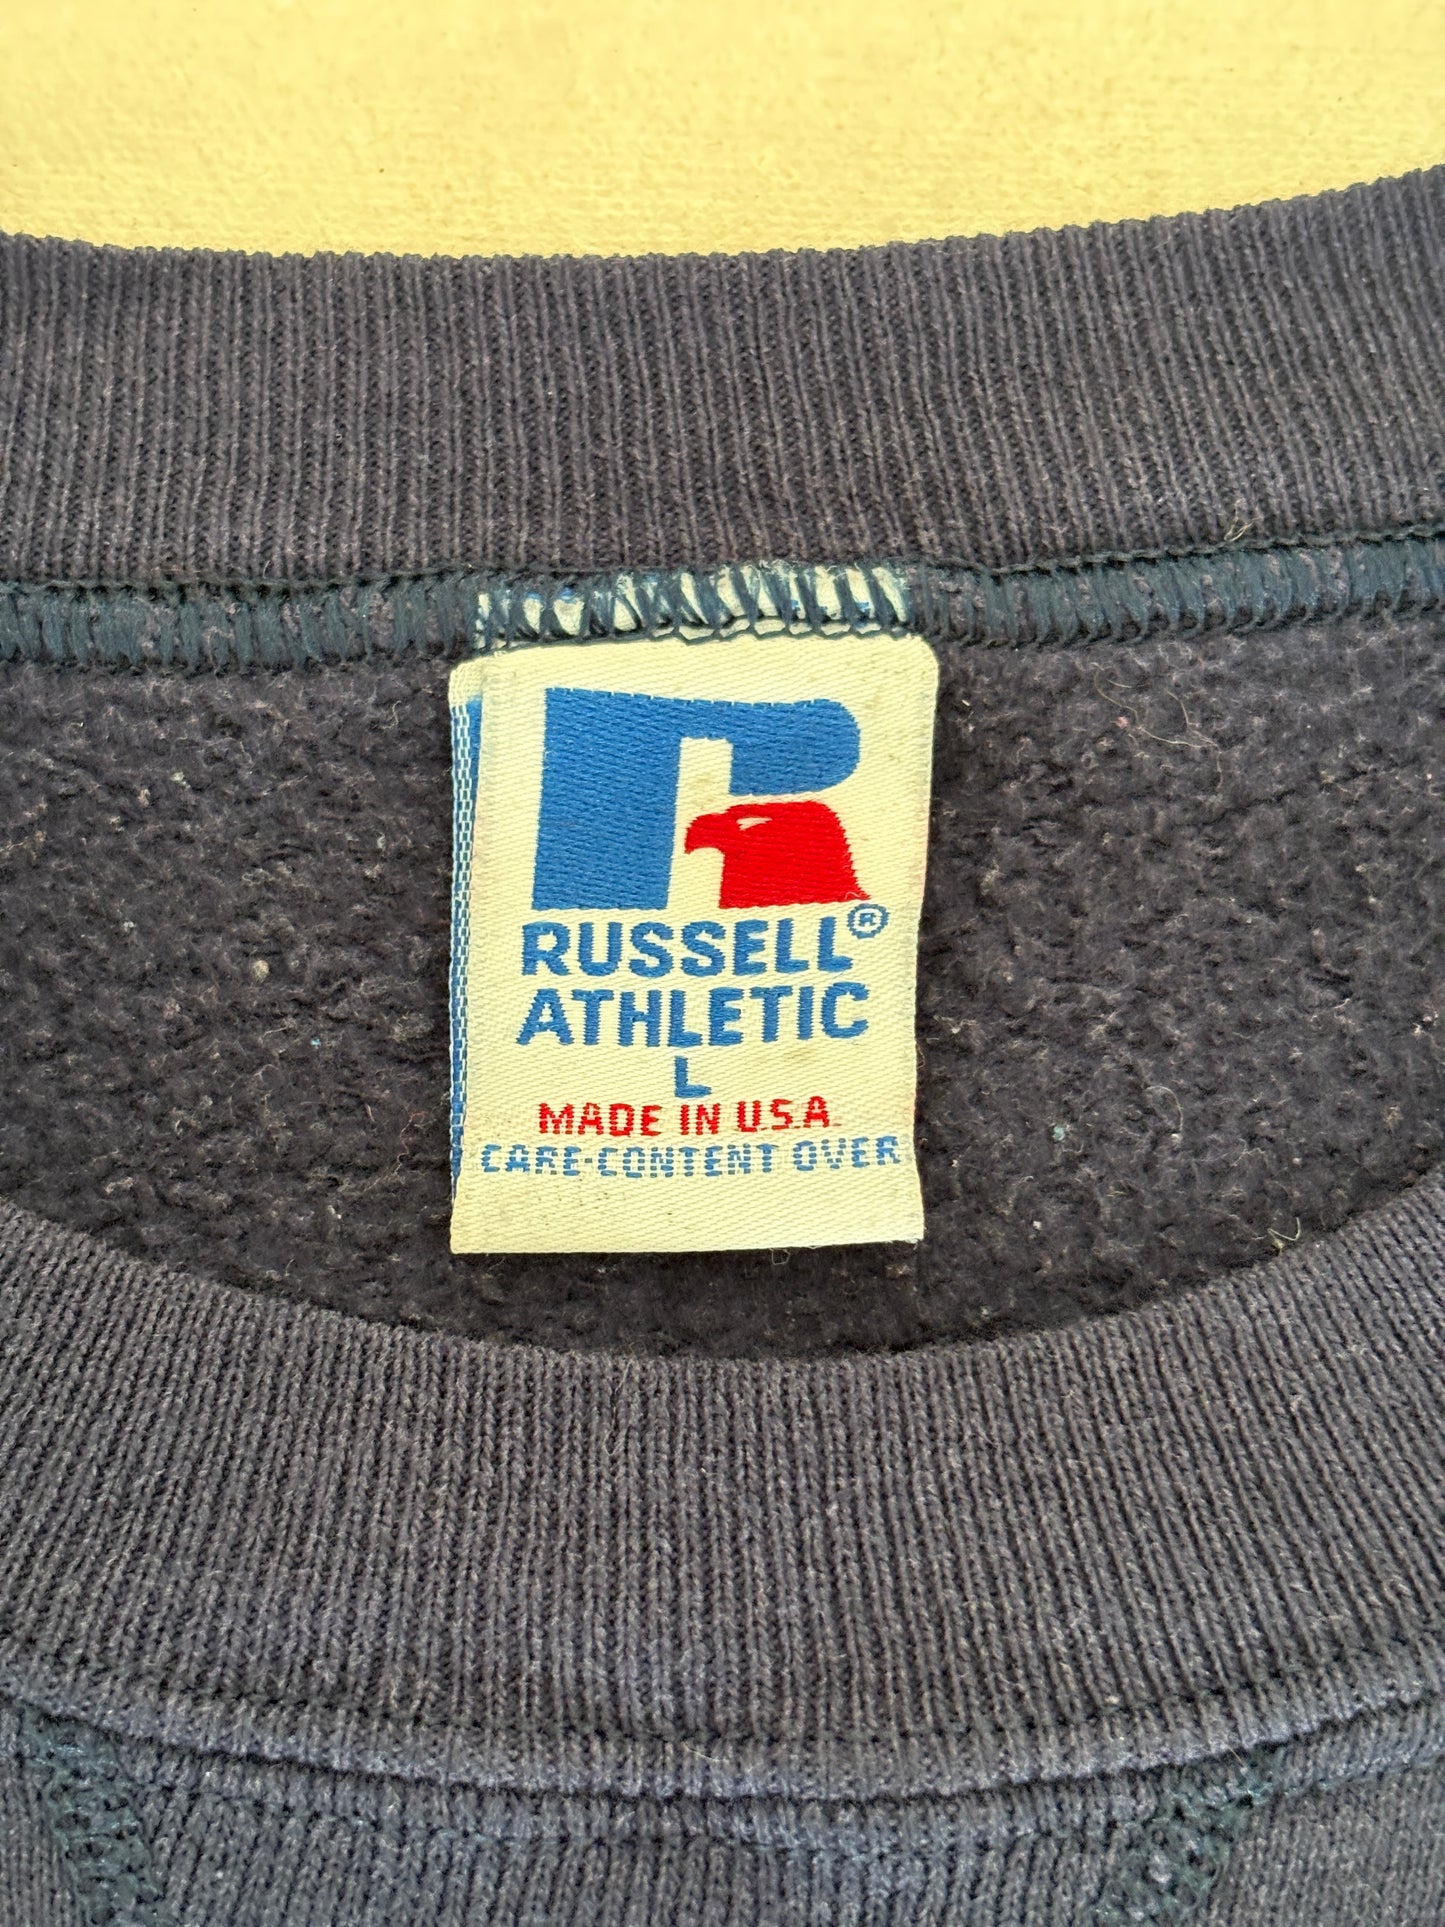 RUSSELL®
ATHLETIC
L
MADE IN U.S.A
CARE-CONTENT OVER